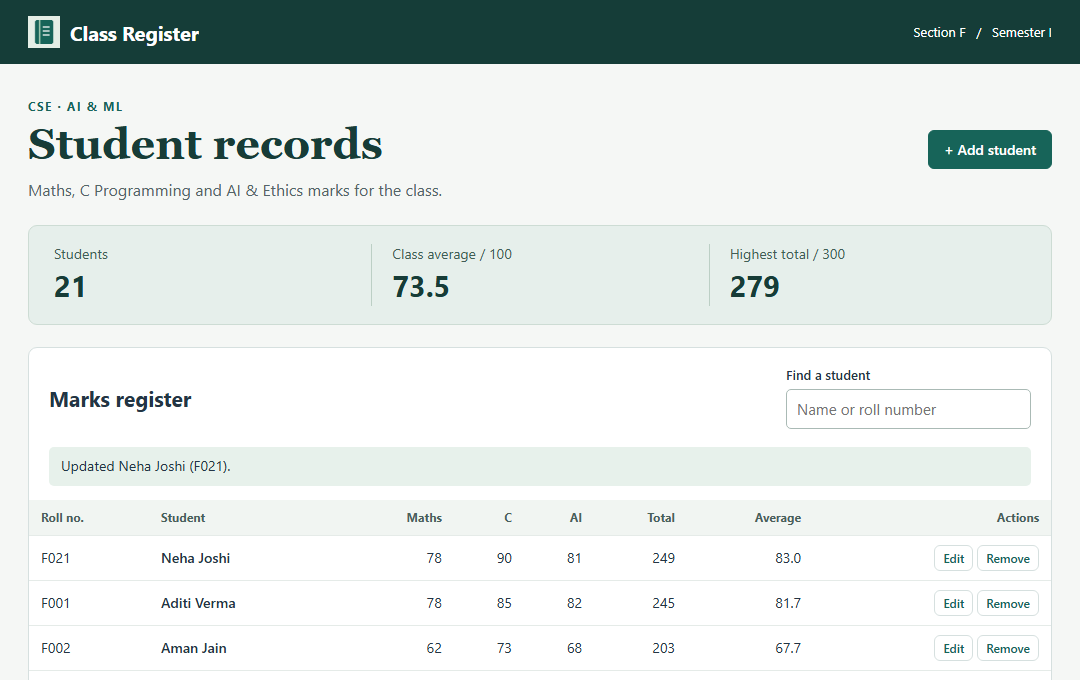 Class Register
Section F / Semester I
CSE · AI & ML
Student records
+ Add student
Maths, C Programming and AI & Ethics marks for the class.
Students
21
Class average / 100
73.5
Highest total / 300
279
Marks register
Find a student
Name or roll number
Updated Neha Joshi (F021).
Roll no. Student Maths C AI Total Average Actions
F021 Neha Joshi 78 90 81 249 83.0 Edit Remove
F001 Aditi Verma 78 85 82 245 81.7 Edit Remove
F002 Aman Jain 62 73 68 203 67.7 Edit Remove